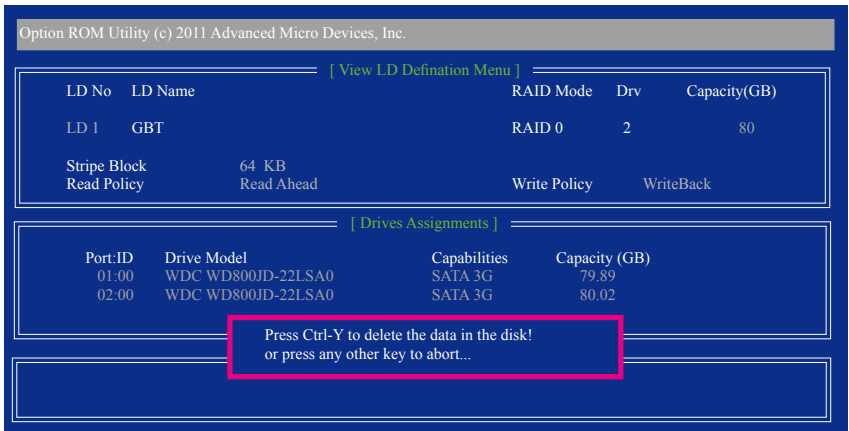 Option ROM Utility (c) 2011 Advanced Micro Devices, Inc.
[ View LD Defination Menu ]
LD No LD Name RAID Mode Drv Capacity(GB)
LD 1 GBT RAID 0 2 80
Stripe Block 64 KB
Read Policy Read Ahead Write Policy WriteBack
[ Drives Assignments ]
Port:ID Drive Model Capabilities Capacity (GB)
01:00 WDC WD800JD-22LSA0 SATA 3G 79.89
02:00 WDC WD800JD-22LSA0 SATA 3G 80.02
Press Ctrl-Y to delete the data in the disk!
or press any other key to abort...